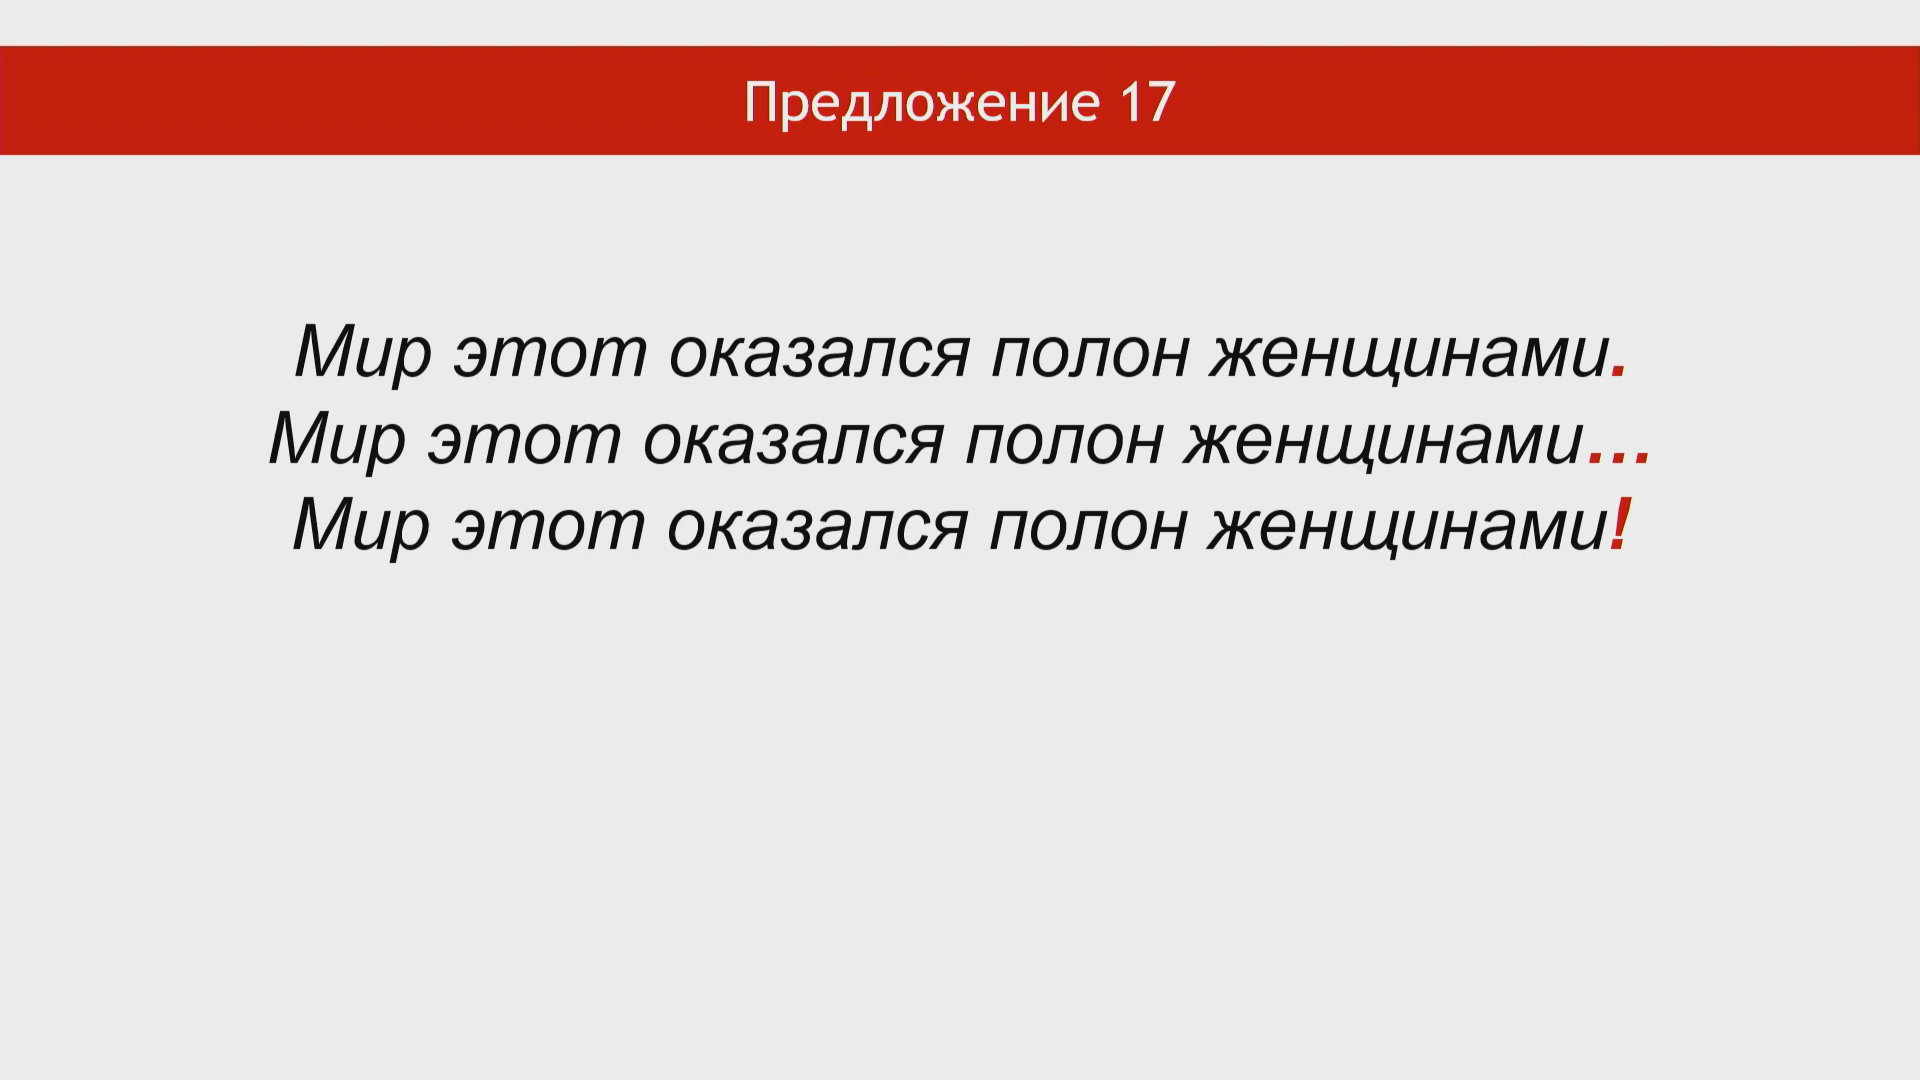 Предложение 17
Мир этот оказался полон женщинами.
Мир этот оказался полон женщинами...
Мир этот оказался полон женщинами!